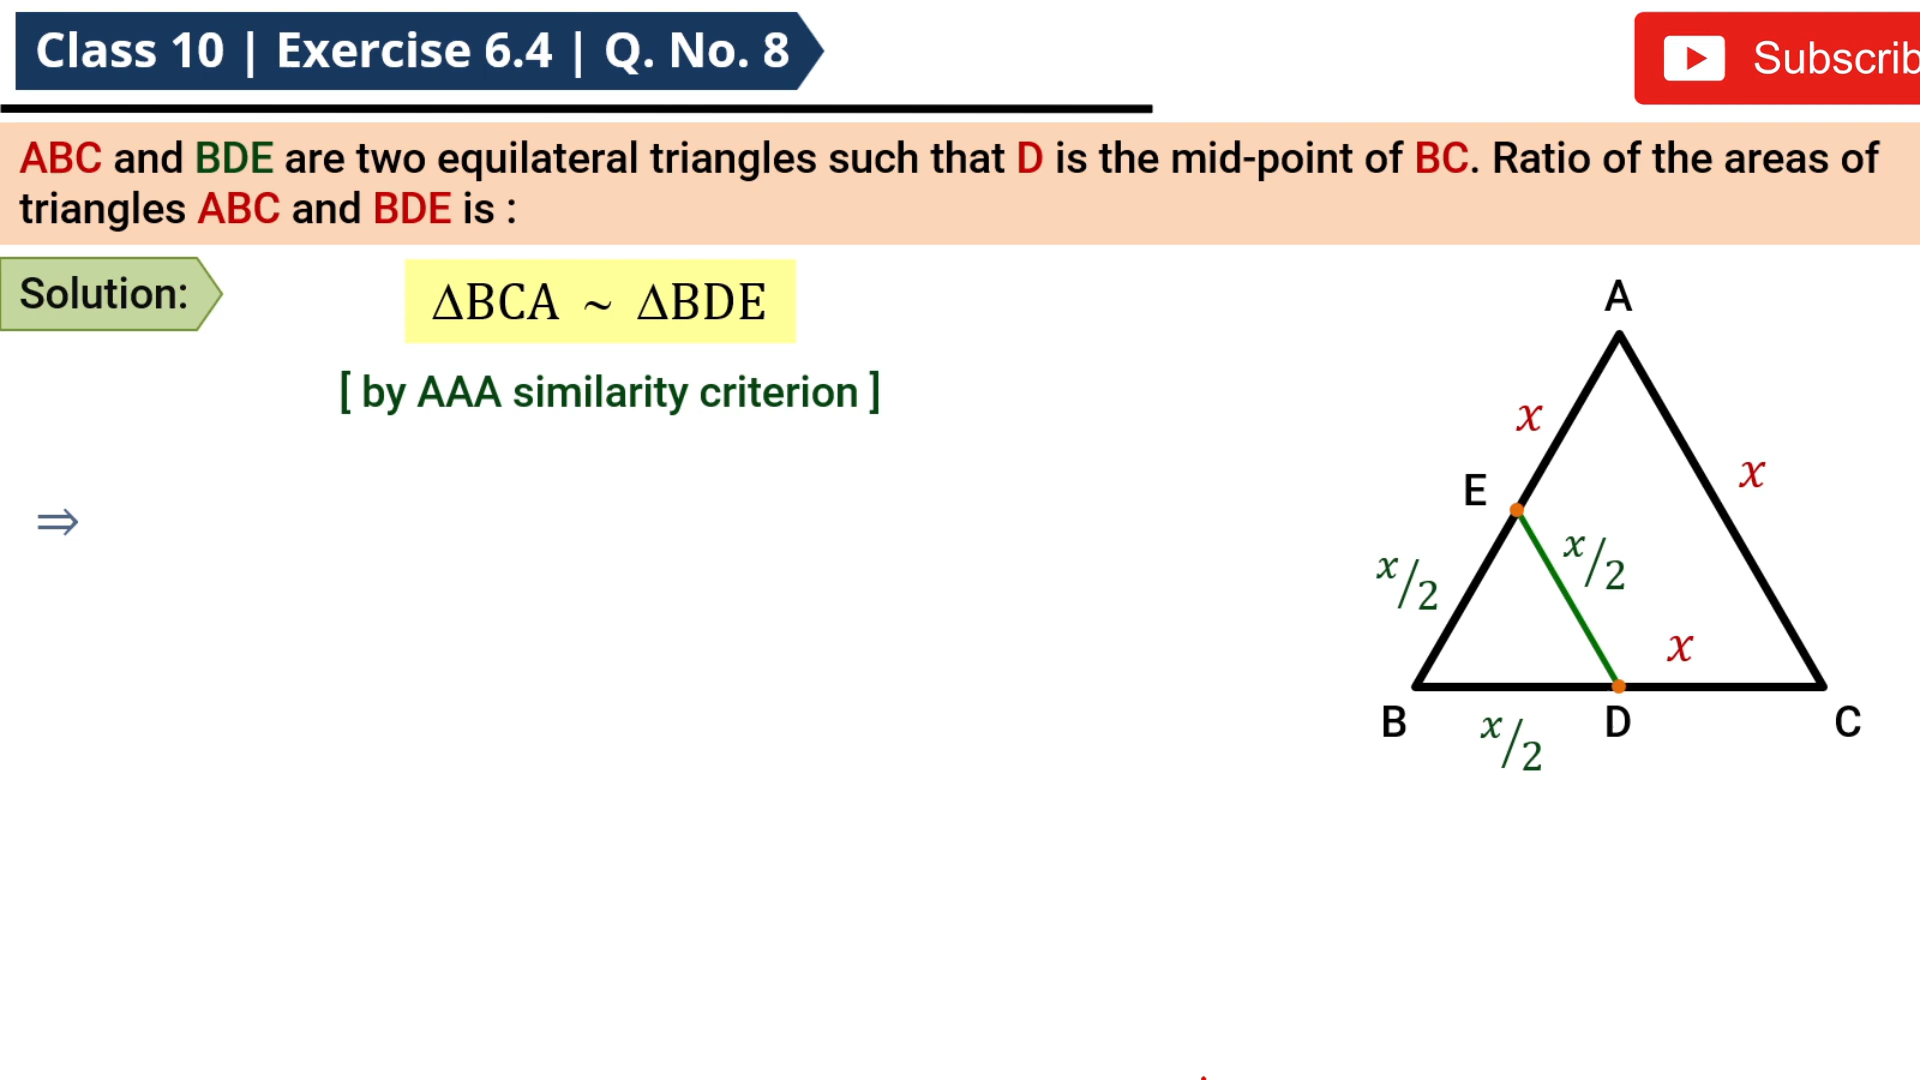 Class 10 | Exercise 6.4 | Q. No. 8
Subscrib
ABC and BDE are two equilateral triangles such that D is the mid-point of BC. Ratio of the areas of
triangles ABC and BDE is :
Solution:
ΔBCA ~ ΔBDE
[ by AAA similarity criterion ]
⇒
A
x
x
E
x/2
x/2
x
B
D
C
x/2